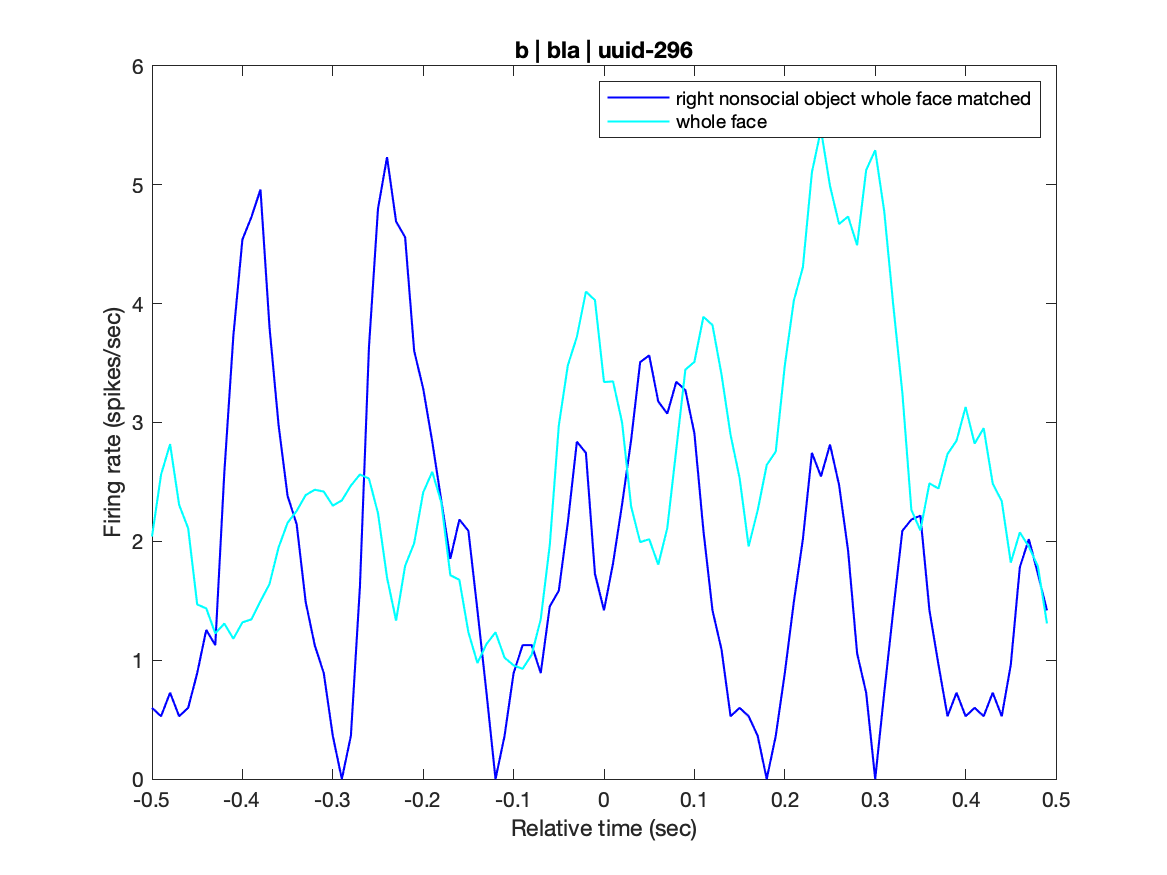 b | bla | uuid-296
right nonsocial object whole face matched
whole face
Firing rate (spikes/sec)
6
5
4
3
2
1
0
-0.5 -0.4 -0.3 -0.2 -0.1 0 0.1 0.2 0.3 0.4 0.5
Relative time (sec)